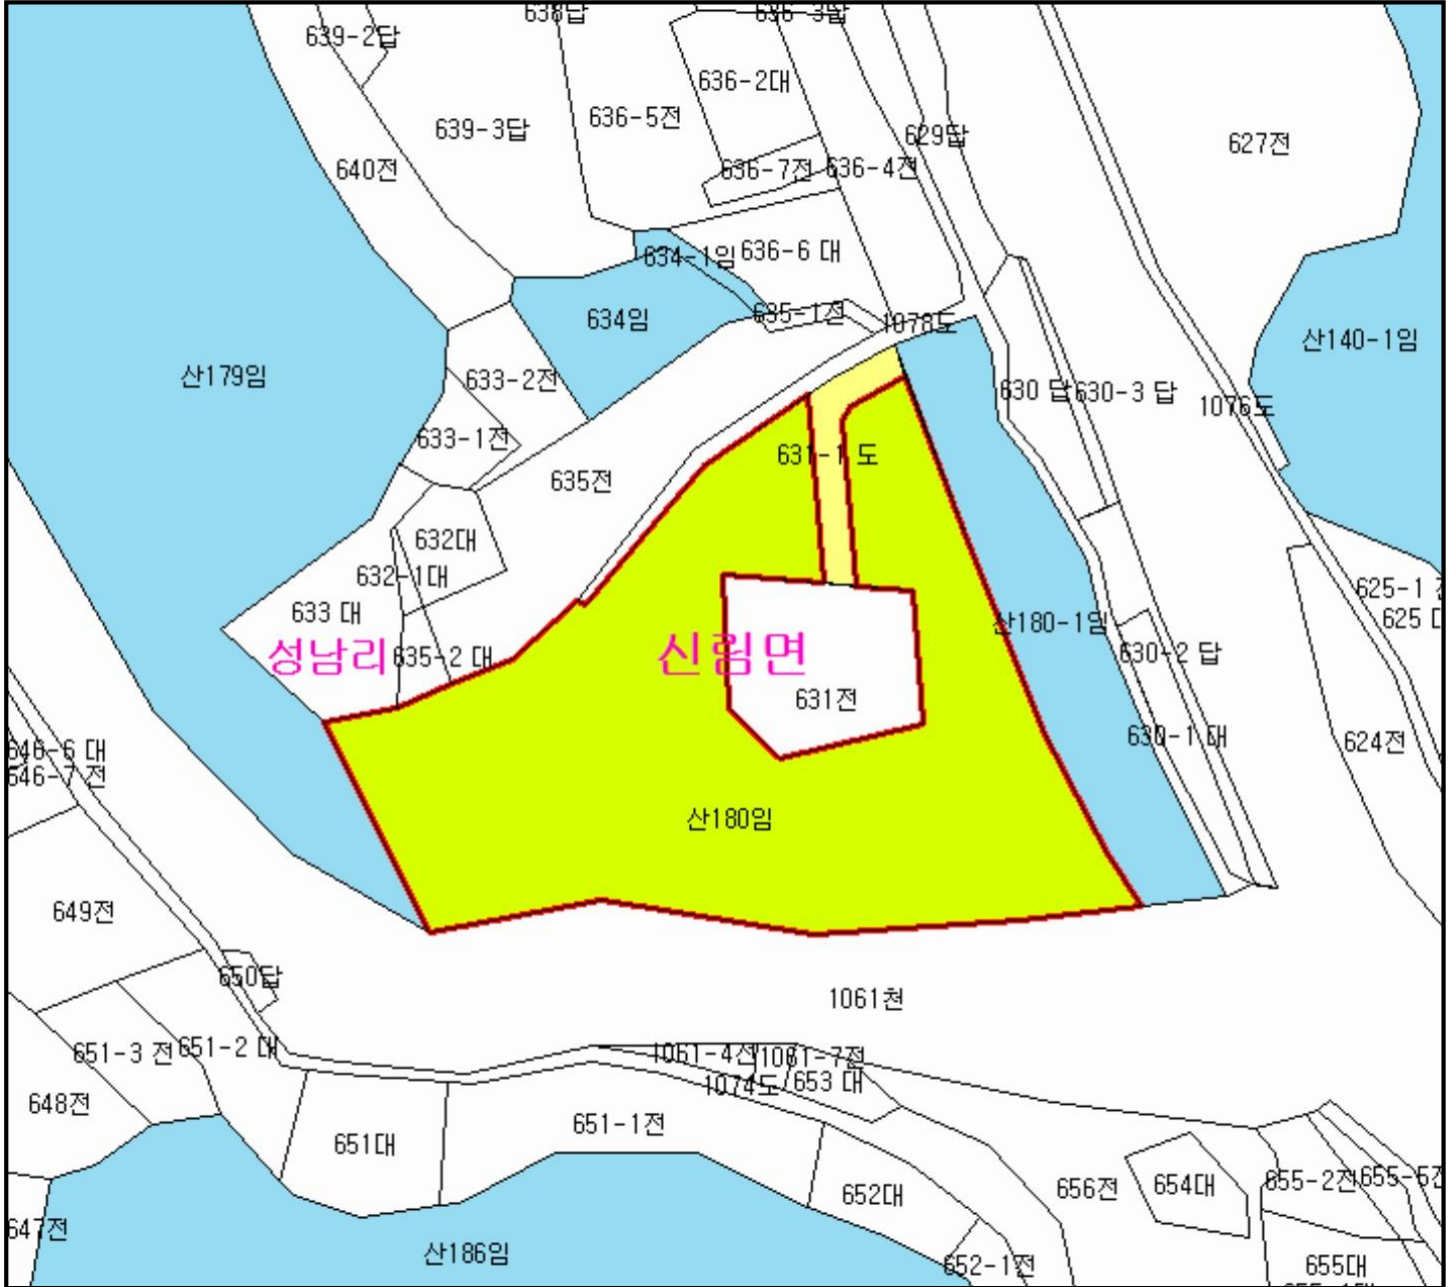 638답
636-3답
639-2답
636-2대
639-3답
636-5전
629답
627전
640전
636-7전
636-4전
634-1임
636-6 대
634임
635-1전
1078도
산140-1임
산179임
633-2전
630 답
630-3 답
1076도
633-1전
631-1 도
635전
632대
632-1대
625-1
633 대
625 대
산180-1임
성남리
635-2 대
신림면
630-2 답
631전
630-1 대
624전
646-6 대
646-7 전
산180임
649전
650답
1061천
651-3 전
651-2 대
1061-4전
1061-7전
1074도
653 대
648전
651-1전
651대
652대
656전
654대
655-2전
655-5전
647전
산186임
652-1전
655대